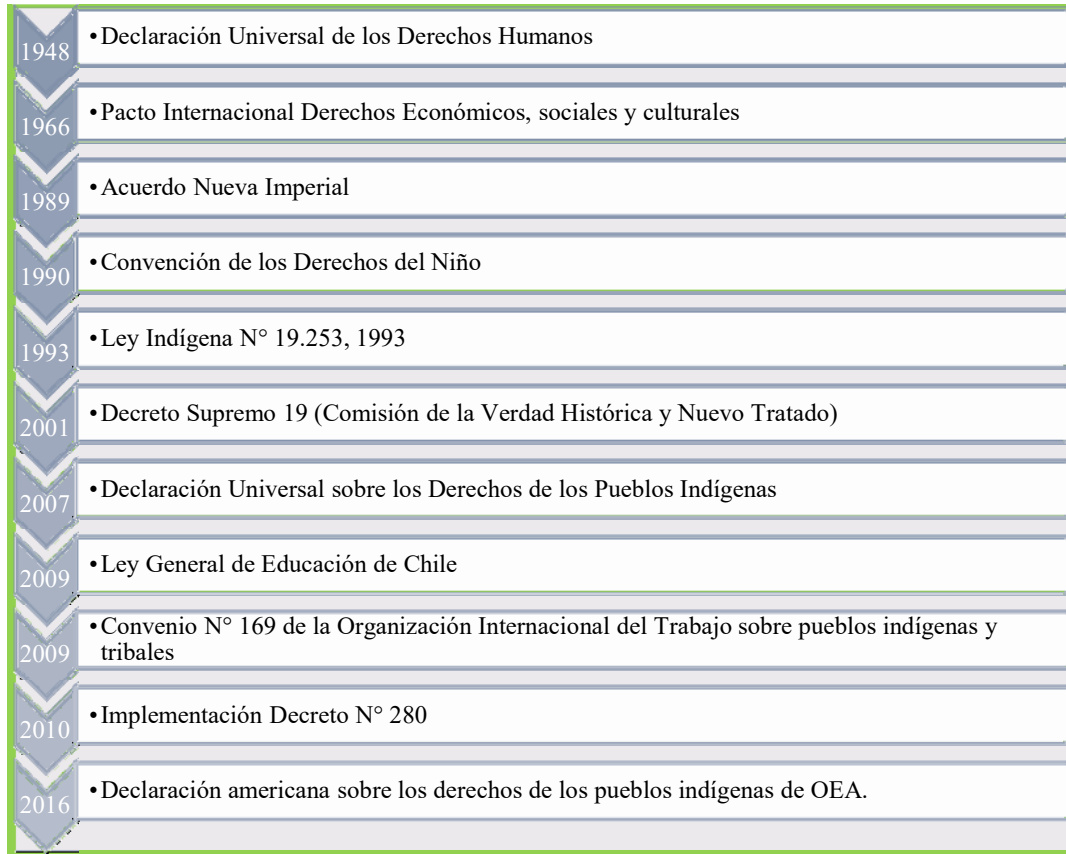 1948
•Declaración Universal de los Derechos Humanos
1966
•Pacto Internacional Derechos Económicos, sociales y culturales
1989
•Acuerdo Nueva Imperial
1990
•Convención de los Derechos del Niño
1993
•Ley Indígena N° 19.253, 1993
2001
•Decreto Supremo 19 (Comisión de la Verdad Histórica y Nuevo Tratado)
2007
•Declaración Universal sobre los Derechos de los Pueblos Indígenas
2009
•Ley General de Educación de Chile
2009
•Convenio N° 169 de la Organización Internacional del Trabajo sobre pueblos indígenas y
tribales
2010
•Implementación Decreto N° 280
2016
•Declaración americana sobre los derechos de los pueblos indígenas de OEA.